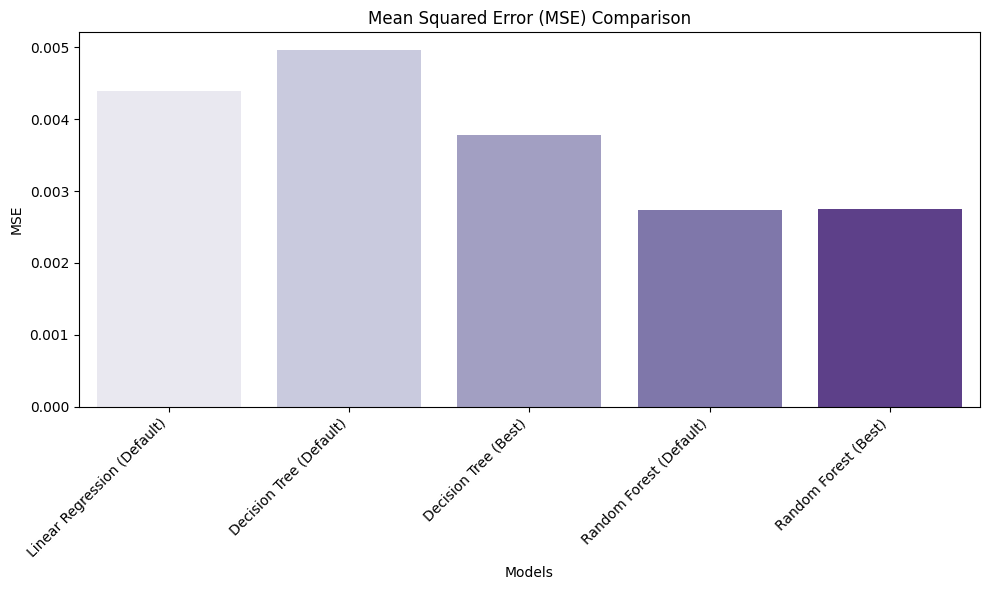 Mean Squared Error (MSE) Comparison
MSE
0.005
0.004
0.003
0.002
0.001
0.000
Linear Regression (Default)
Decision Tree (Default)
Decision Tree (Best)
Random Forest (Default)
Random Forest (Best)
Models